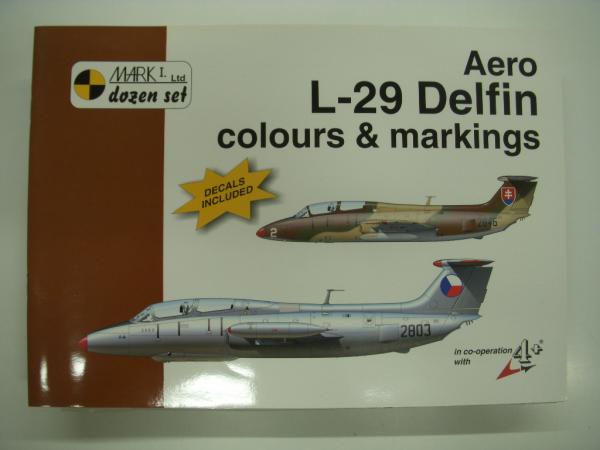 MARK I. Ltd
dozen set
Aero
L-29 Delfin
colours & markings
DECALS
INCLUDED
2
2803
in co-operation
with
4+